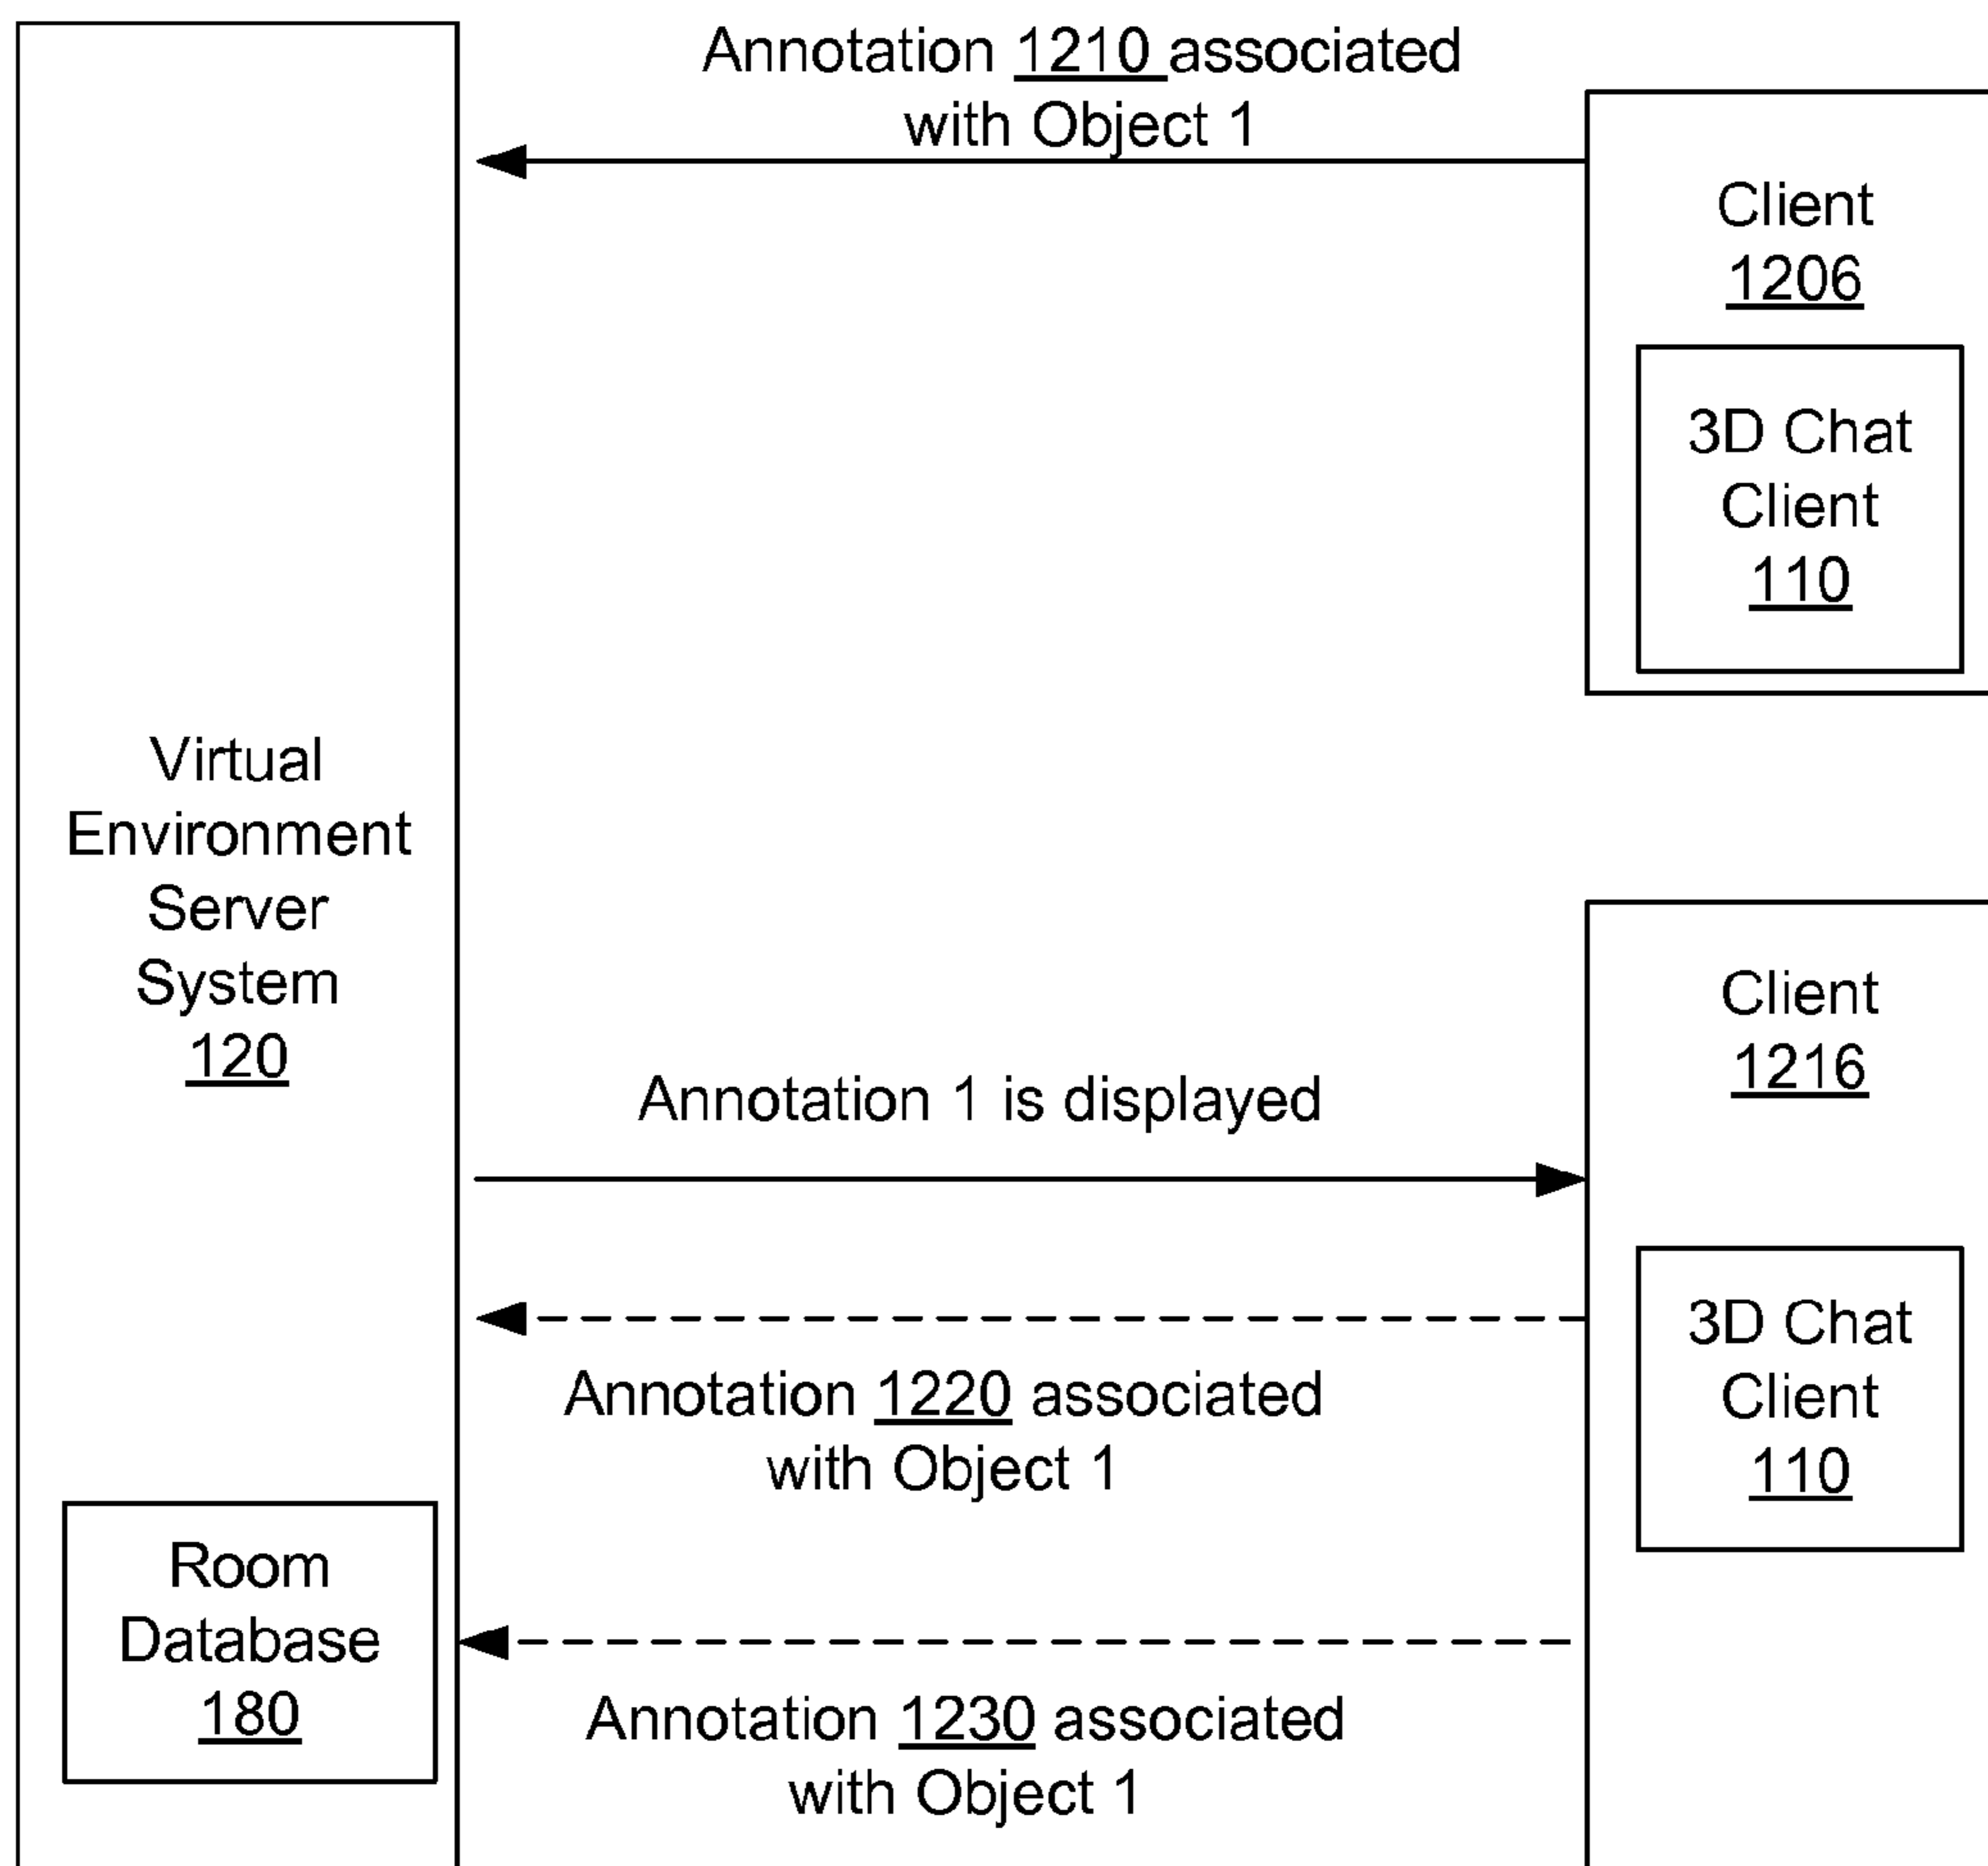 Annotation 1210 associated
with Object 1
Client
1206
3D Chat
Client
110
Virtual
Environment
Server
System
120
Client
1216
Annotation 1 is displayed
3D Chat
Client
110
Annotation 1220 associated
with Object 1
Room
Database
180
Annotation 1230 associated
with Object 1